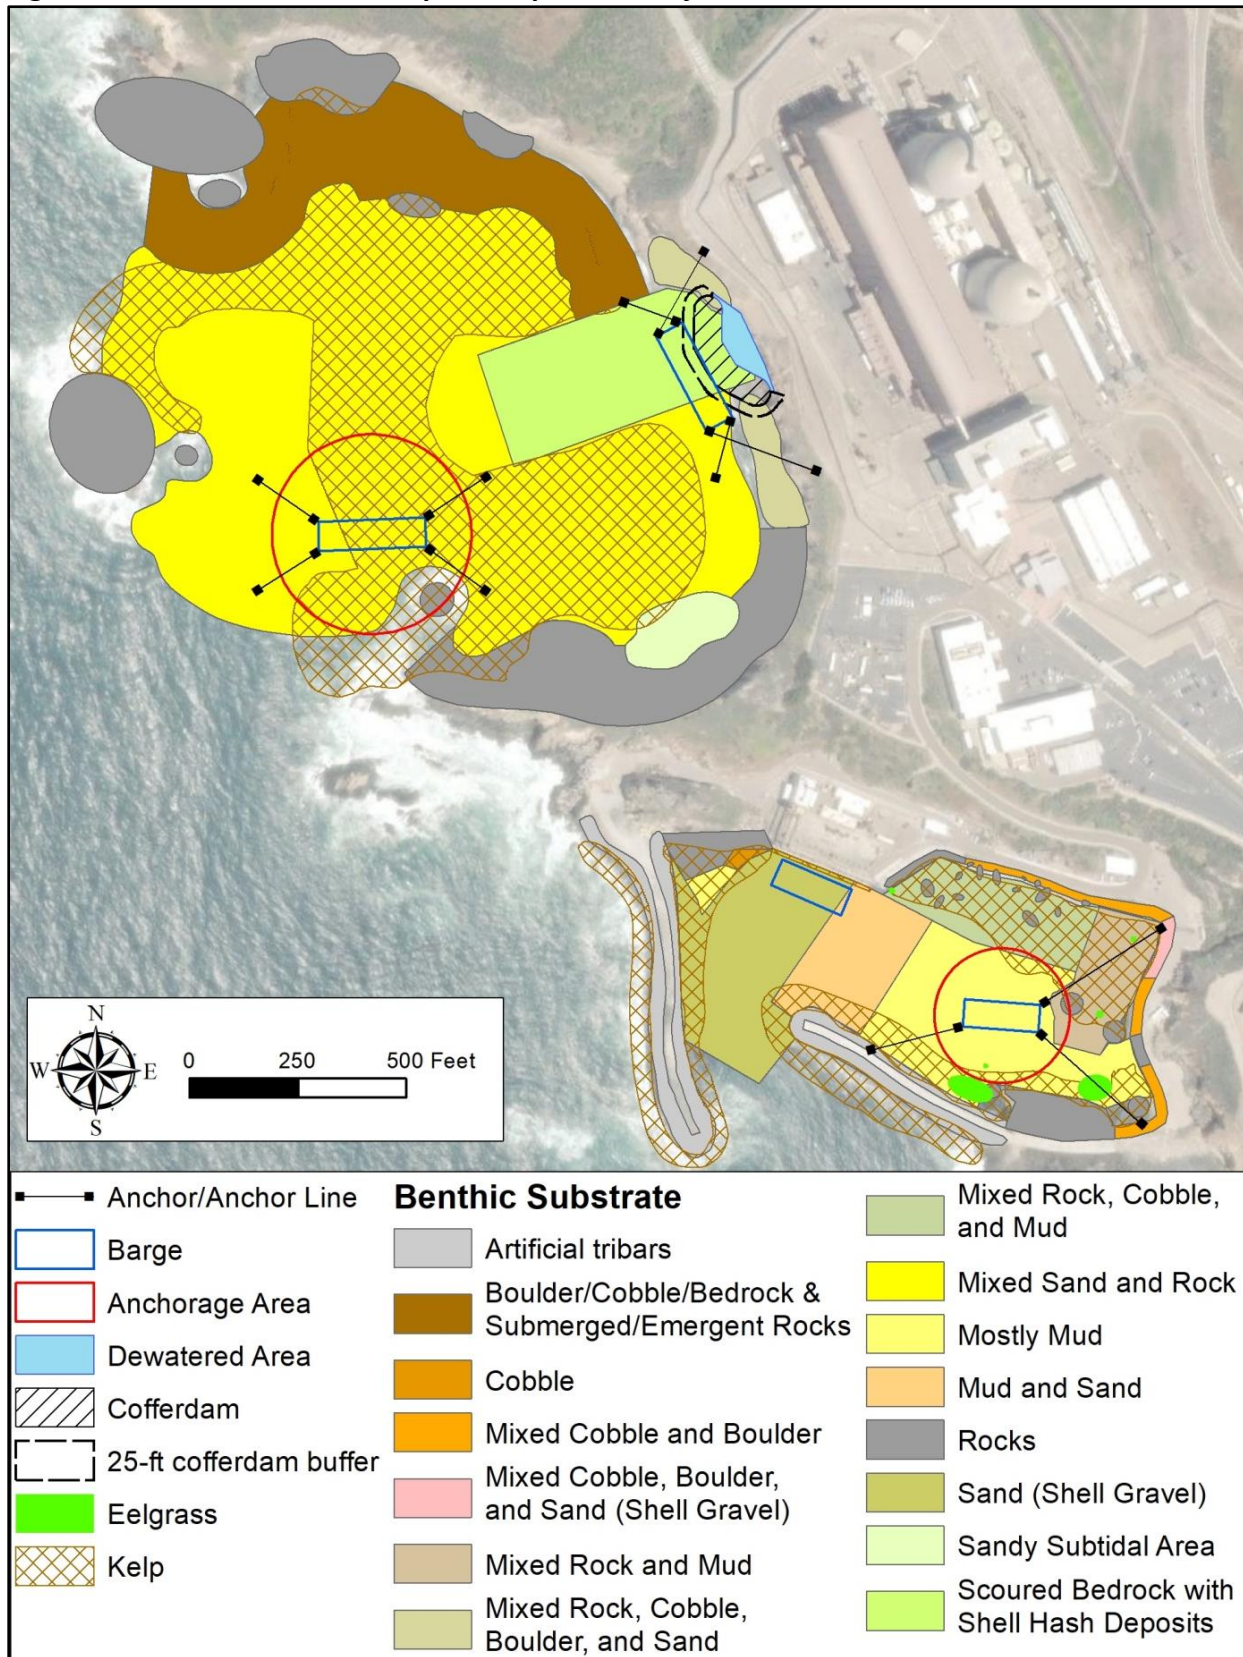 N
W E
S
0 250 500 Feet
Anchor/Anchor Line
Barge
Anchorage Area
Dewatered Area
Cofferdam
25-ft cofferdam buffer
Eelgrass
Kelp
Benthic Substrate
Artificial tribars
Boulder/Cobble/Bedrock &
Submerged/Emergent Rocks
Cobble
Mixed Cobble and Boulder
Mixed Cobble, Boulder,
and Sand (Shell Gravel)
Mixed Rock and Mud
Mixed Rock, Cobble,
Boulder, and Sand
Mixed Rock, Cobble,
and Mud
Mixed Sand and Rock
Mostly Mud
Mud and Sand
Rocks
Sand (Shell Gravel)
Sandy Subtidal Area
Scoured Bedrock with
Shell Hash Deposits